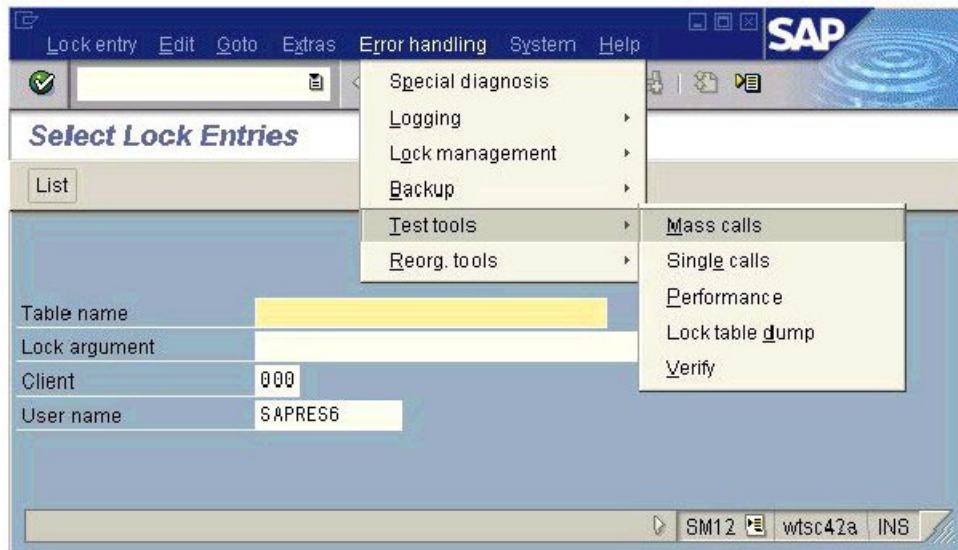 Lock entry Edit Goto Extras Error handling System Help
SAP
Special diagnosis
Logging
Lock management
Backup
Test tools
Reorg. tools
Mass calls
Single calls
Performance
Lock table dump
Verify
Select Lock Entries
List
Table name
Lock argument
Client 000
User name SAPRES6
SM12 wtsc42a INS